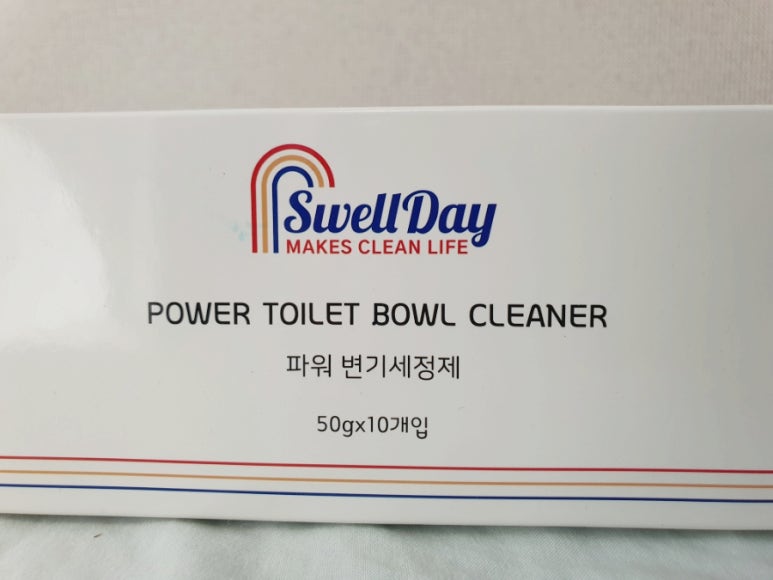 SwellDay
MAKES CLEAN LIFE
POWER TOILET BOWL CLEANER
파워 변기세정제
50gx10개입